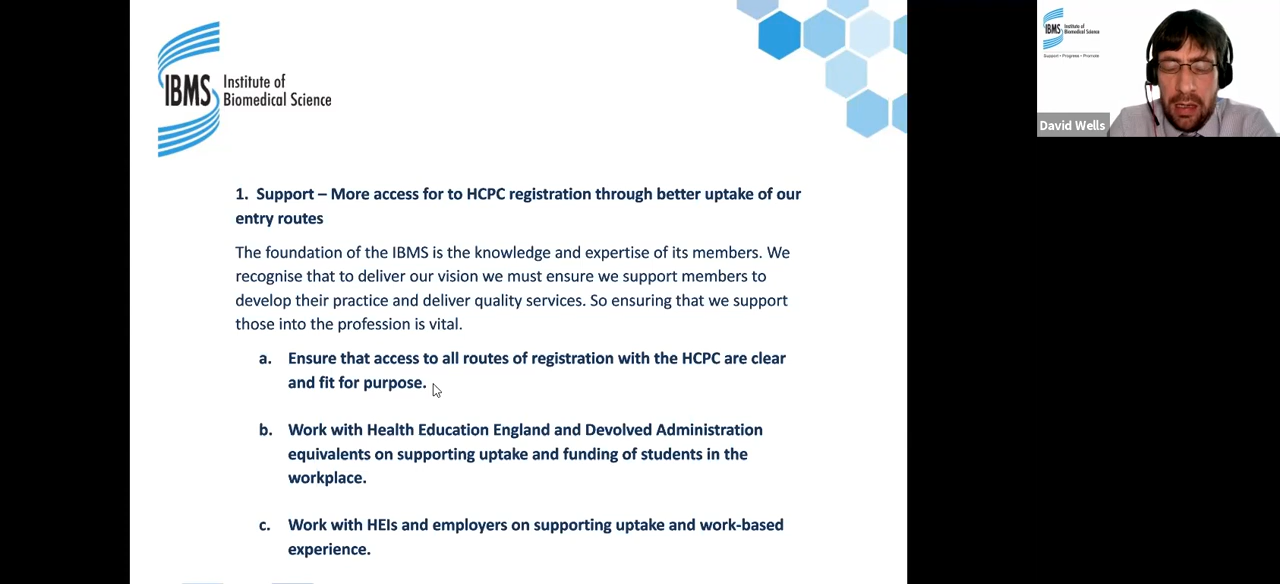 IBMS Institute of
Biomedical Science
1. Support – More access for to HCPC registration through better uptake of our
entry routes
The foundation of the IBMS is the knowledge and expertise of its members. We
recognise that to deliver our vision we must ensure we support members to
develop their practice and deliver quality services. So ensuring that we support
those into the profession is vital.
a. Ensure that access to all routes of registration with the HCPC are clear
and fit for purpose.
b. Work with Health Education England and Devolved Administration
equivalents on supporting uptake and funding of students in the
workplace.
c. Work with HEIs and employers on supporting uptake and work-based
experience.
IBMS Institute of
Biomedical Science
Support • Progress • Promote
David Wells